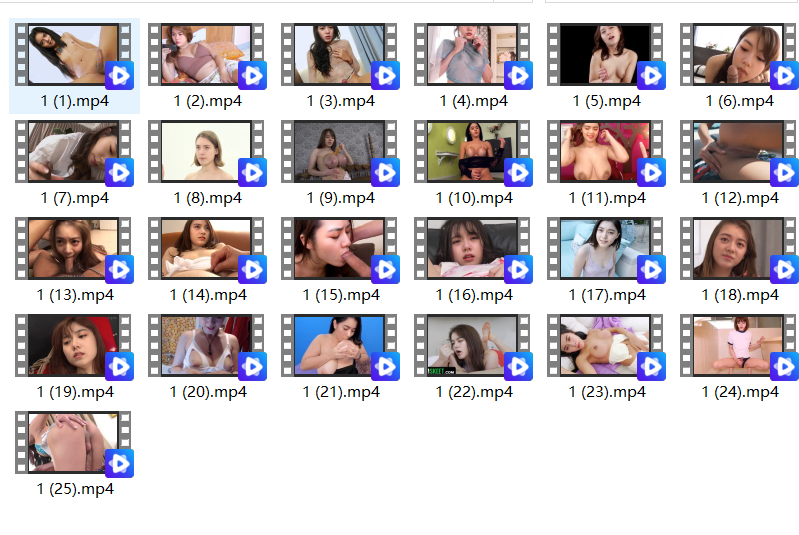 1 (1).mp4
1 (2).mp4
1 (3).mp4
1 (4).mp4
1 (5).mp4
1 (6).mp4
1 (7).mp4
1 (8).mp4
1 (9).mp4
1 (10).mp4
1 (11).mp4
1 (12).mp4
1 (13).mp4
1 (14).mp4
1 (15).mp4
1 (16).mp4
1 (17).mp4
1 (18).mp4
1 (19).mp4
1 (20).mp4
1 (21).mp4
1 (22).mp4
1 (23).mp4
1 (24).mp4
1 (25).mp4